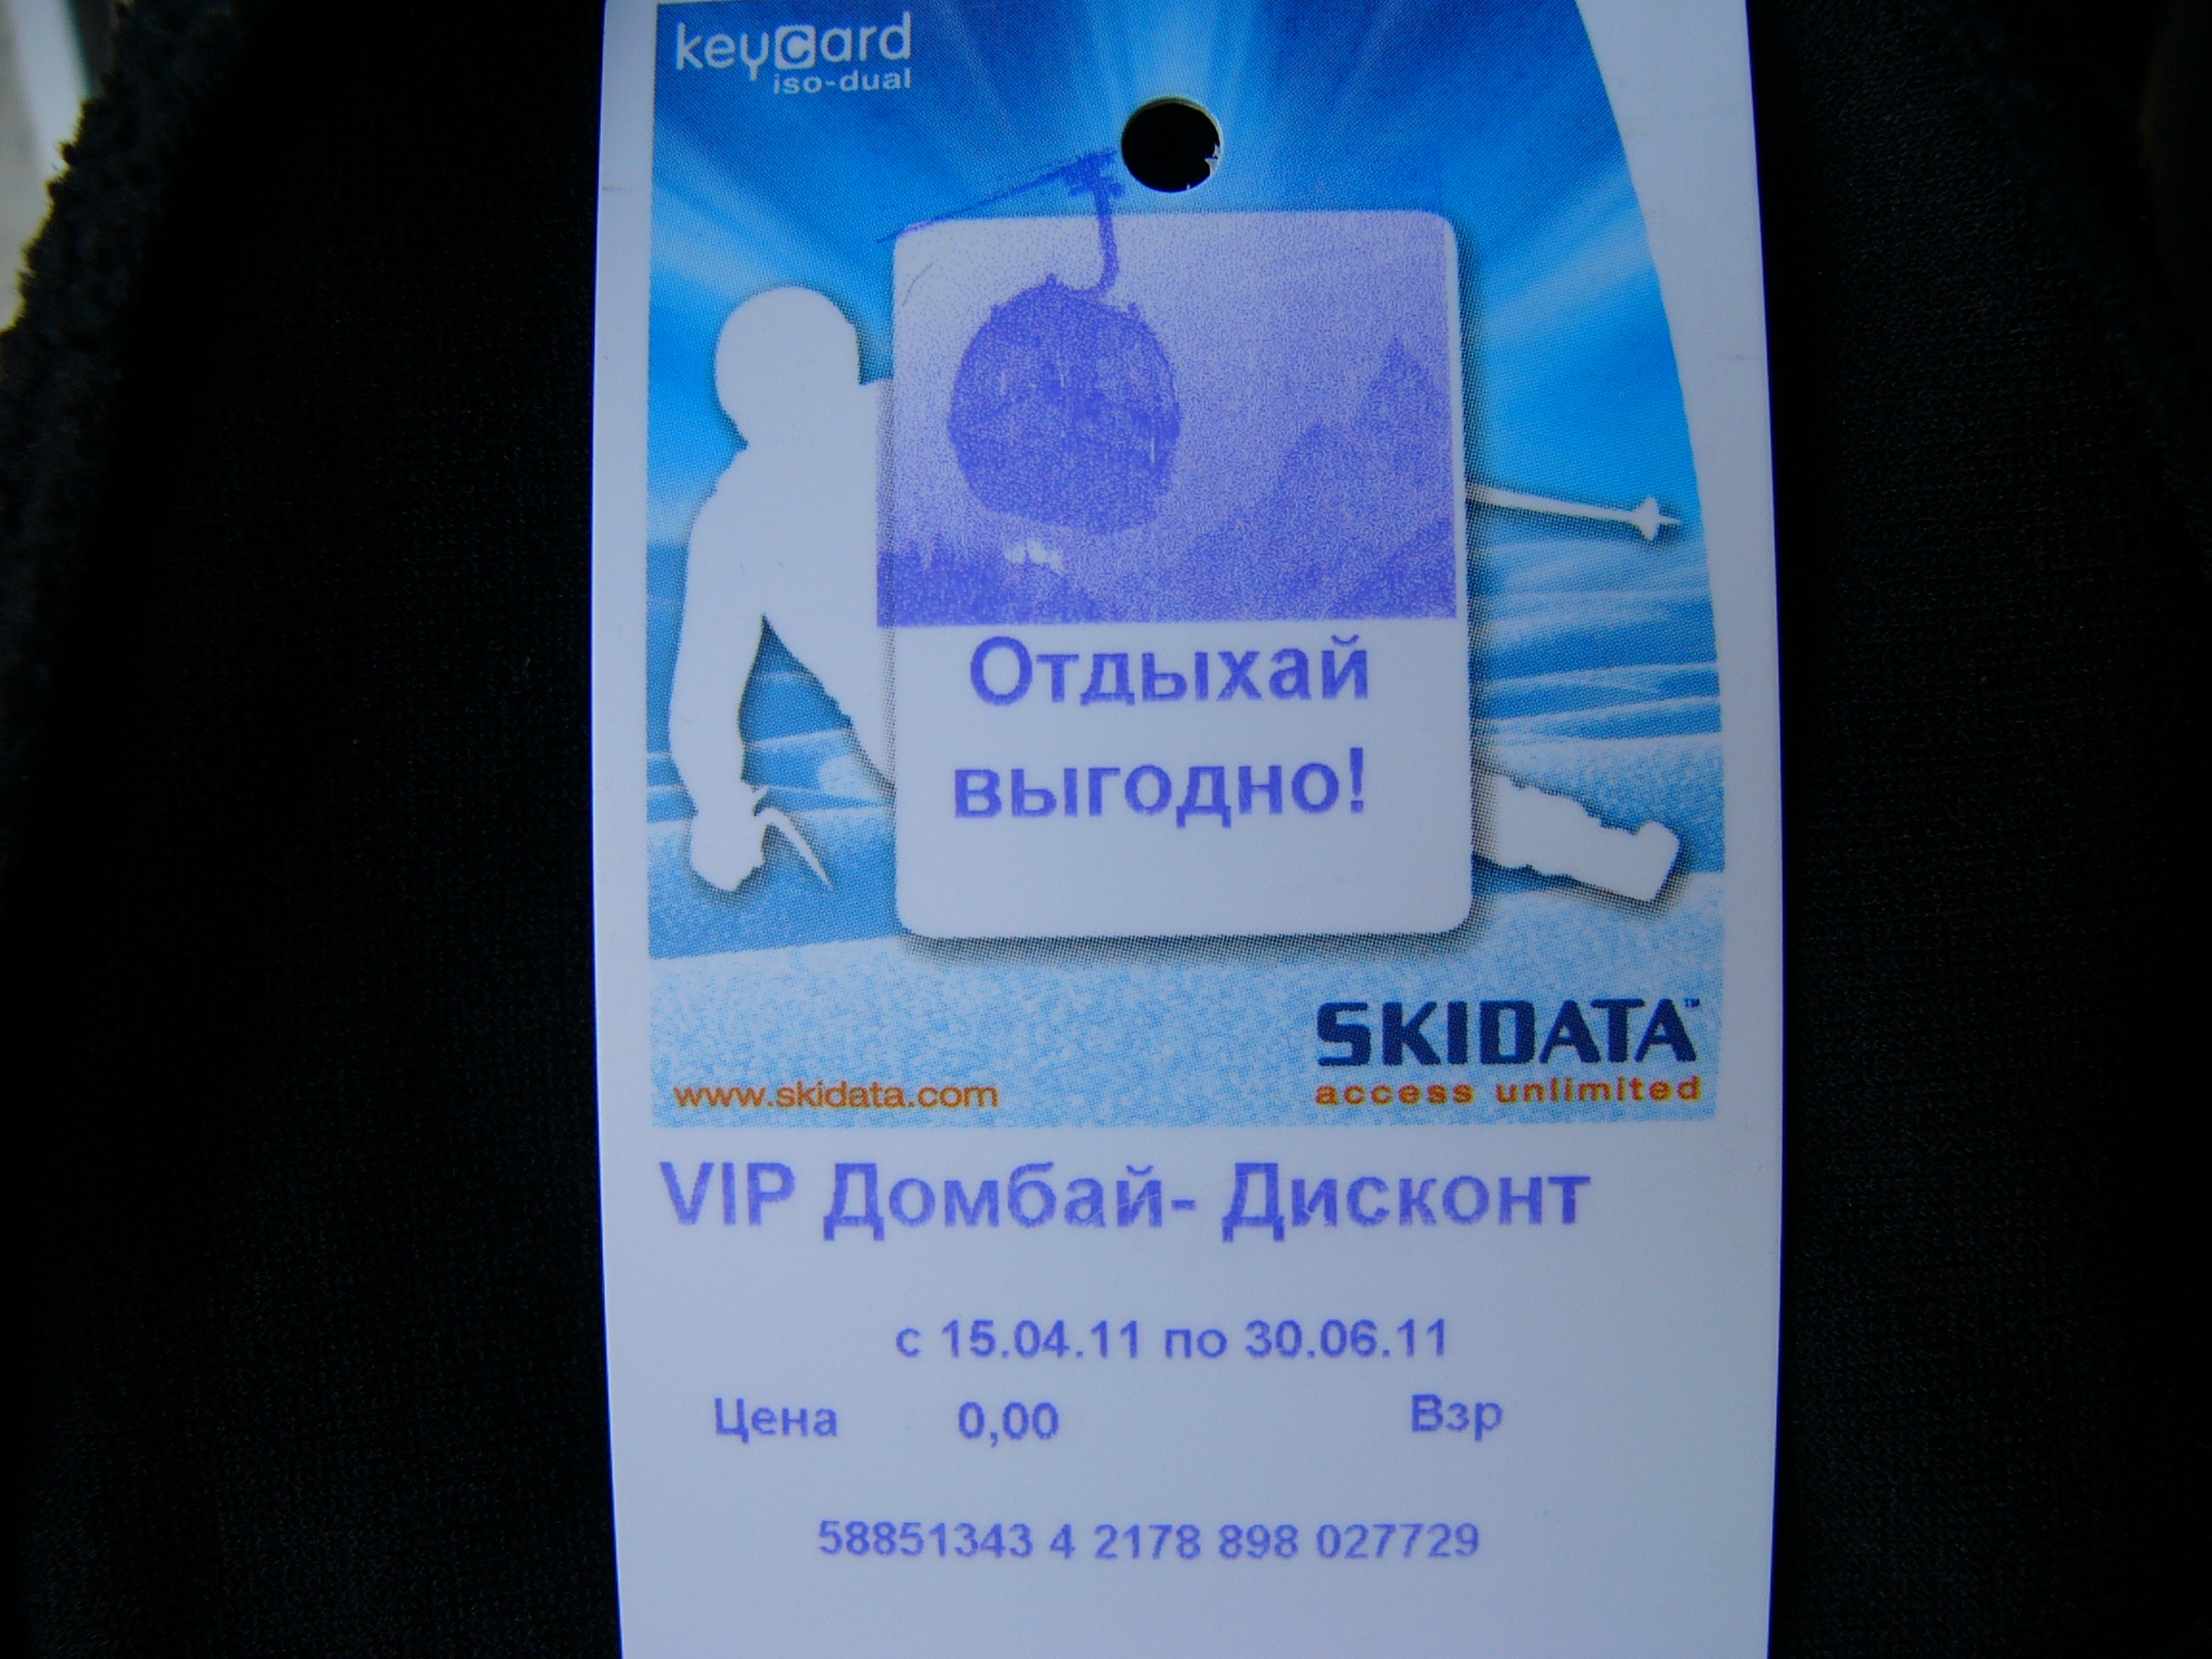 keycard
iso-dual
Отдыхай
выгодно!
SKIDATA™
www.skidata.com access unlimited
VIP Домбай- Дисконт
с 15.04.11 по 30.06.11
Цена 0,00 Взр
58851343 4 2178 898 027729